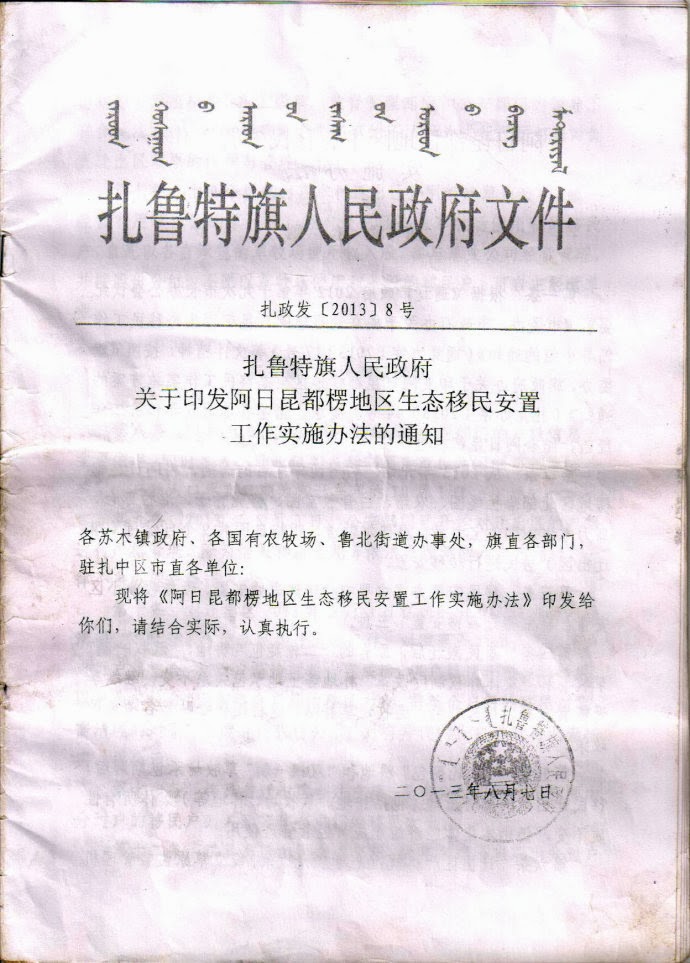 扎鲁特旗人民政府文件
扎政发〔2013〕8号
扎鲁特旗人民政府
关于印发阿日昆都楞地区生态移民安置
工作实施办法的通知
各苏木镇政府、各国有农牧场、鲁北街道办事处，旗直各部门，
驻扎中区市直各单位：
现将《阿日昆都楞地区生态移民安置工作实施办法》印发给
你们，请结合实际，认真执行。
扎鲁特旗人民
二〇一三年八月七日